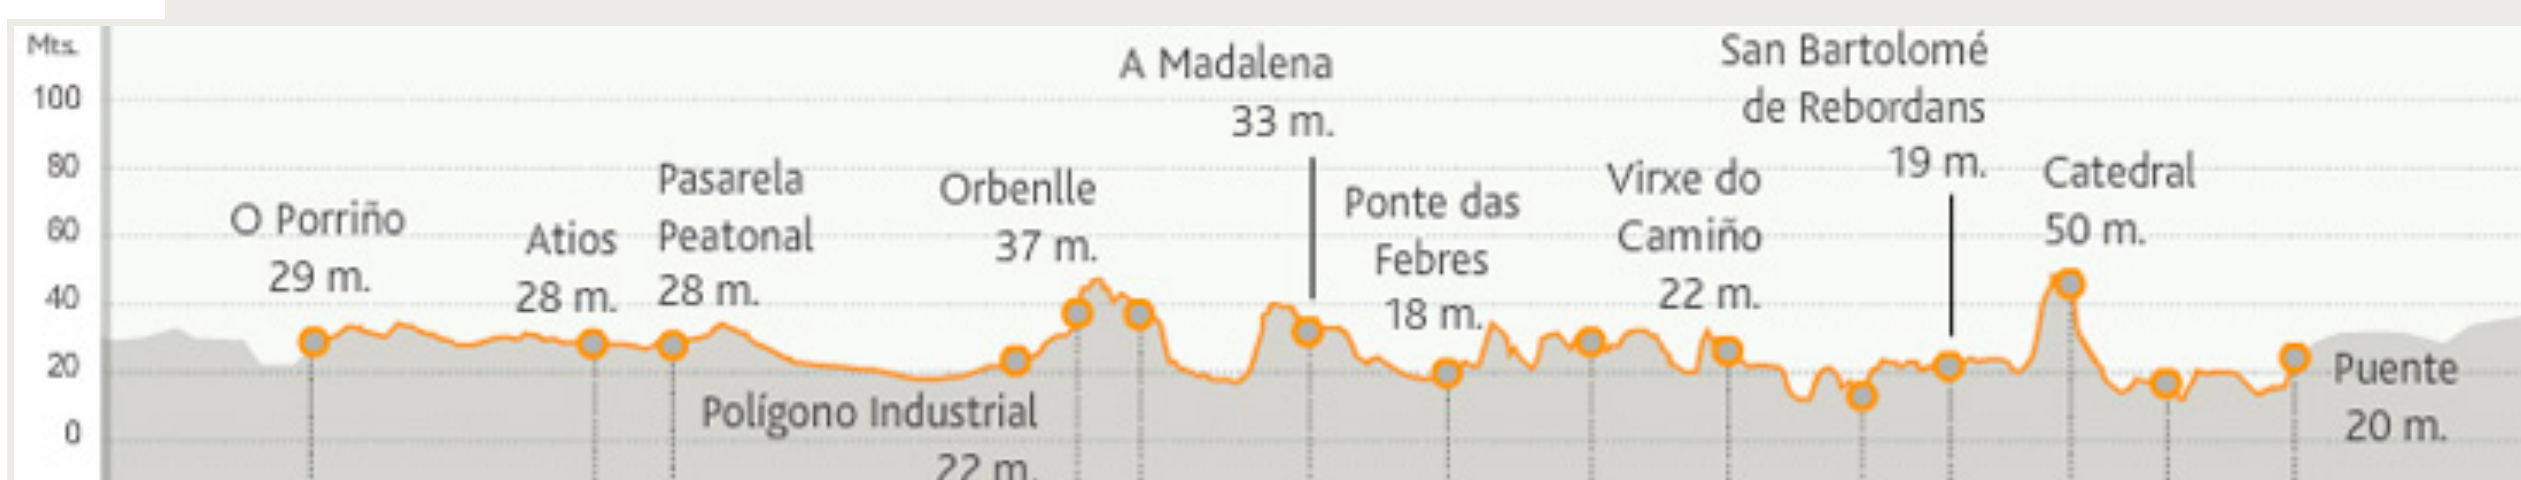 Mts.
100
80
60
40
20
0
O Porriño
29 m.
Atios
28 m.
Pasarela
Peatonal
28 m.
Polígono Industrial
22 m.
Orbenlle
37 m.
A Madalena
33 m.
Ponte das
Febres
18 m.
Virxe do
Camiño
22 m.
San Bartolomé
de Rebordans
19 m.
Catedral
50 m.
Puente
20 m.